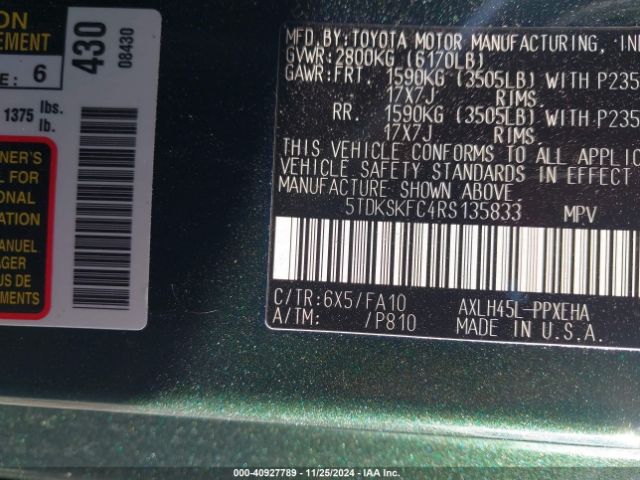 ION
EMENT
E: 6
430
08430
1375 lbs.
lb.
NER'S
L FOR
ONAL
ATION
ANUEL
AGER
US DE
EMENTS
MFD. BY: TOYOTA MOTOR MANUFACTURING, IN
GVWR: 2800KG (6170LB)
GAWR: FRT. 1590KG (3505LB) WITH P235
17X7J RIMS
RR. 1590KG (3505LB) WITH P235
17X7J RIMS.
THIS VEHICLE CONFORMS TO ALL APPLIC
VEHICLE SAFETY STANDARDS IN EFFECT
MANUFACTURE SHOWN ABOVE.
5TDKSKFC4RS135833 MPV
C/TR: 6X5/FA10 AXLH45L-PPXEHA
A/TM: /P810 MADE IN U.S.A.
000-40927789 - 11/25/2024 - IAA Inc.